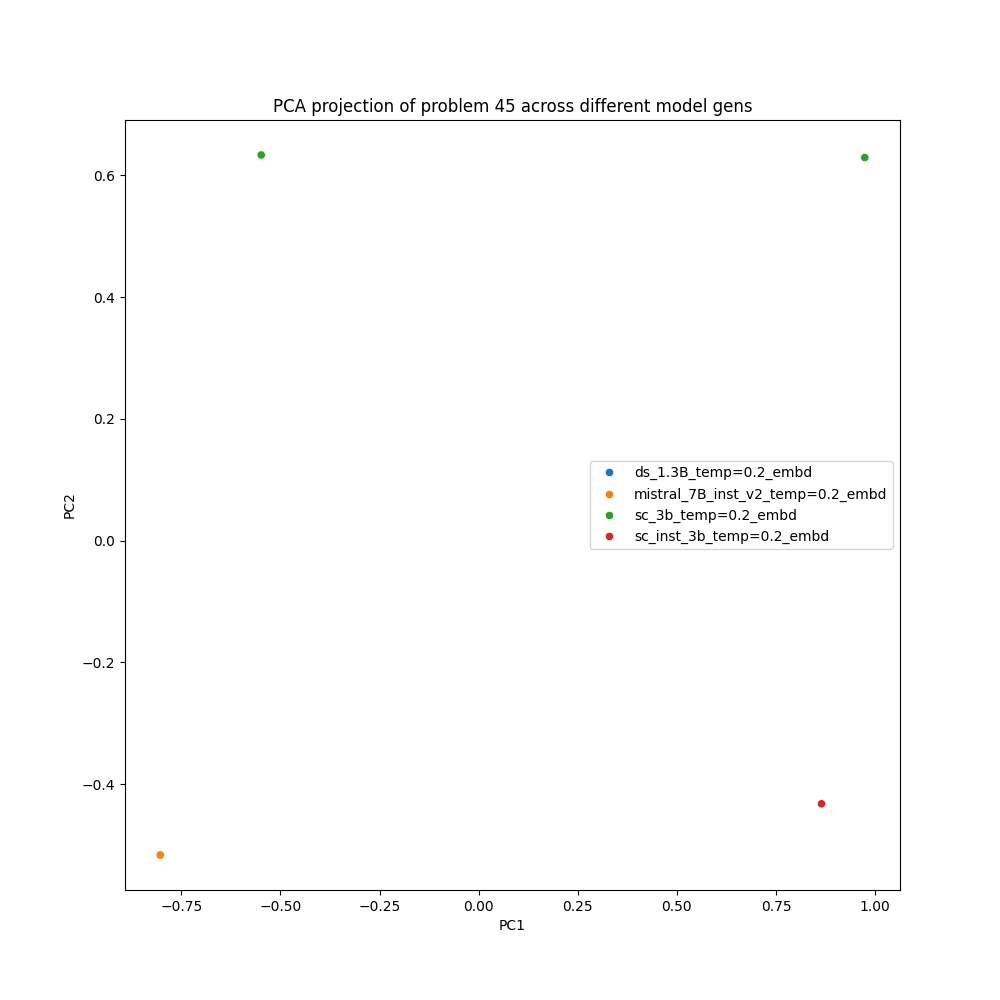 PCA projection of problem 45 across different model gens
0.6
0.4
0.2
0.0
−0.2
−0.4
PC2
ds_1.3B_temp=0.2_embd
mistral_7B_inst_v2_temp=0.2_embd
sc_3b_temp=0.2_embd
sc_inst_3b_temp=0.2_embd
−0.75 −0.50 −0.25 0.00 0.25 0.50 0.75 1.00
PC1